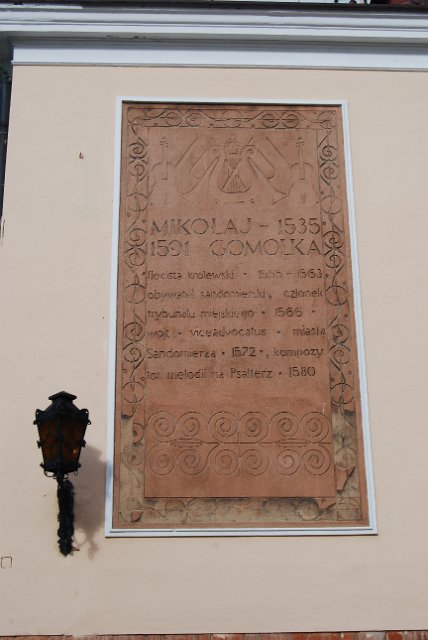 MIKOŁAJ - 1535
1591 GOMÓŁKA
flecista królewski • 1555 - 1563
obywatel sandomierski, członek
trybunału miejskiego • 1566 •
wójt • viceadvocatus • miasta
Sandomierza • 1572 •, kompozy
tor melodii na Psałterz • 1580